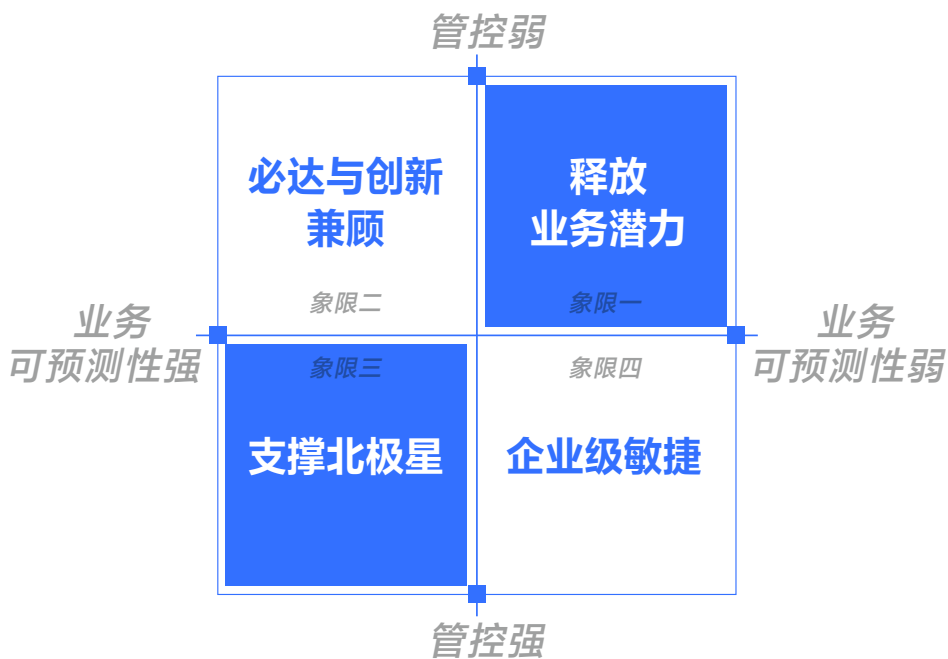 管控弱
必达与创新
兼顾
象限二
释放
业务潜力
象限一
业务
可预测性强
业务
可预测性弱
象限三
支撑北极星
象限四
企业级敏捷
管控强